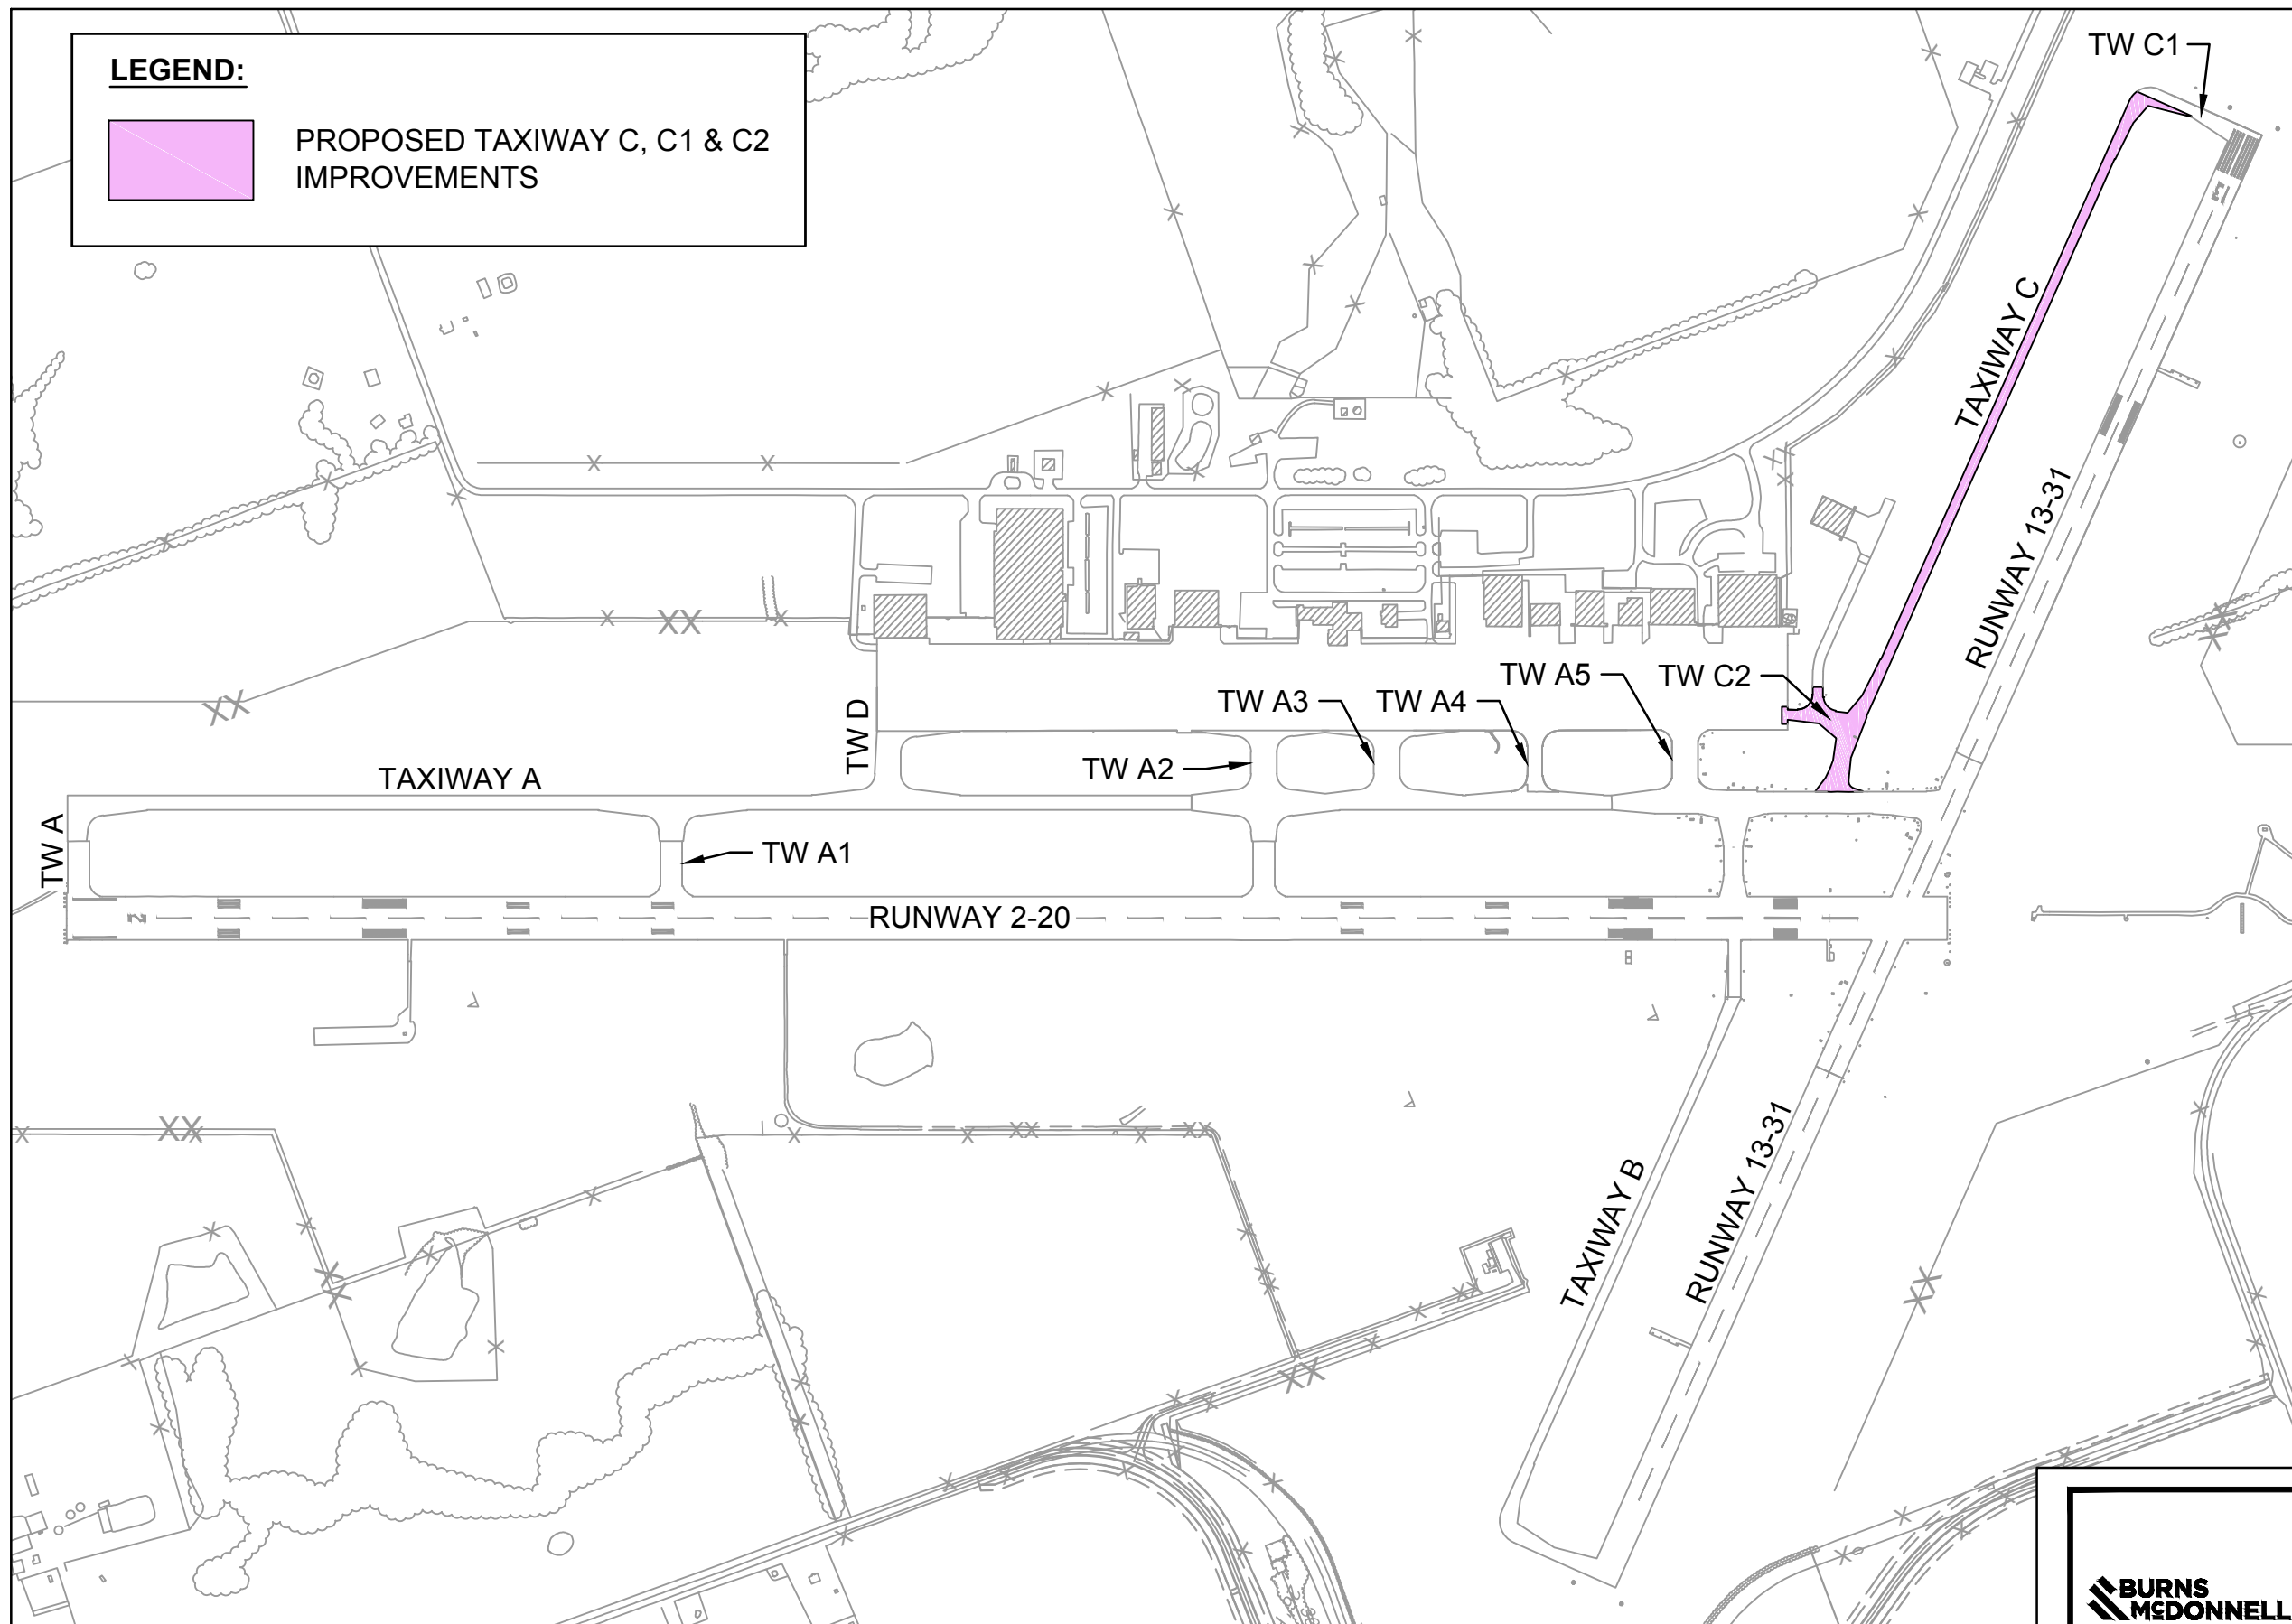 LEGEND:
PROPOSED TAXIWAY C, C1 & C2
IMPROVEMENTS
TW C1
TAXIWAY C
RUNWAY 13-31
TW A5
TW C2
TW A3
TW A4
TW D
TW A2
TAXIWAY A
TW A
TW A1
2
RUNWAY 2-20
TAXIWAY B
RUNWAY 13-31
BURNS
MCDONNELL